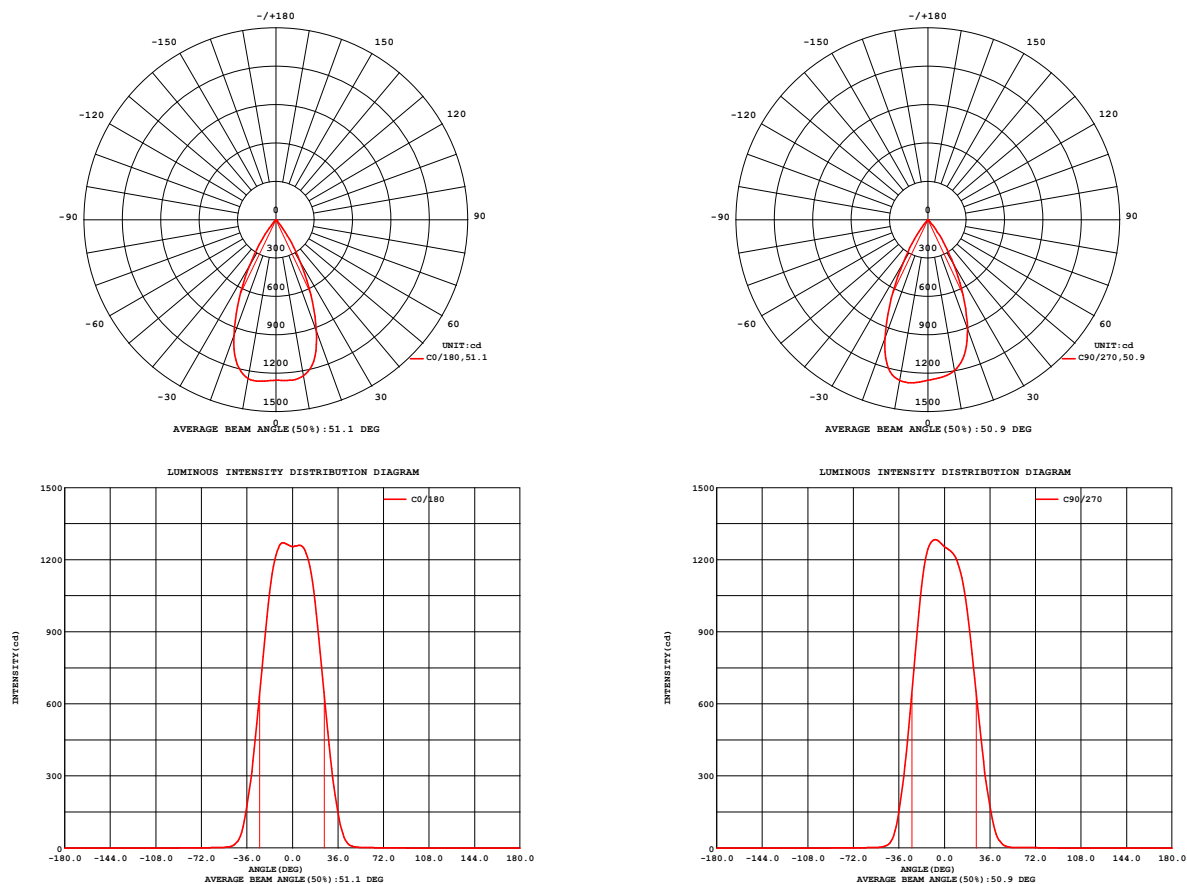 -/+180
-150 150
-120 120
-90 90
-60 60
-30 30
0
0
300
600
900
1200
1500
UNIT:cd
C0/180,51.1
AVERAGE BEAM ANGLE(50%):51.1 DEG
-/+180
-150 150
-120 120
-90 90
-60 60
-30 30
0
0
300
600
900
1200
1500
UNIT:cd
C90/270,50.9
AVERAGE BEAM ANGLE(50%):50.9 DEG
LUMINOUS INTENSITY DISTRIBUTION DIAGRAM
C0/180
INTENSITY(cd)
1500
1200
900
600
300
0
-180.0 -144.0 -108.0 -72.0 -36.0 0.0 36.0 72.0 108.0 144.0 180.0
ANGLE(DEG)
AVERAGE BEAM ANGLE(50%):51.1 DEG
LUMINOUS INTENSITY DISTRIBUTION DIAGRAM
C90/270
INTENSITY(cd)
1500
1200
900
600
300
0
-180.0 -144.0 -108.0 -72.0 -36.0 0.0 36.0 72.0 108.0 144.0 180.0
ANGLE(DEG)
AVERAGE BEAM ANGLE(50%):50.9 DEG